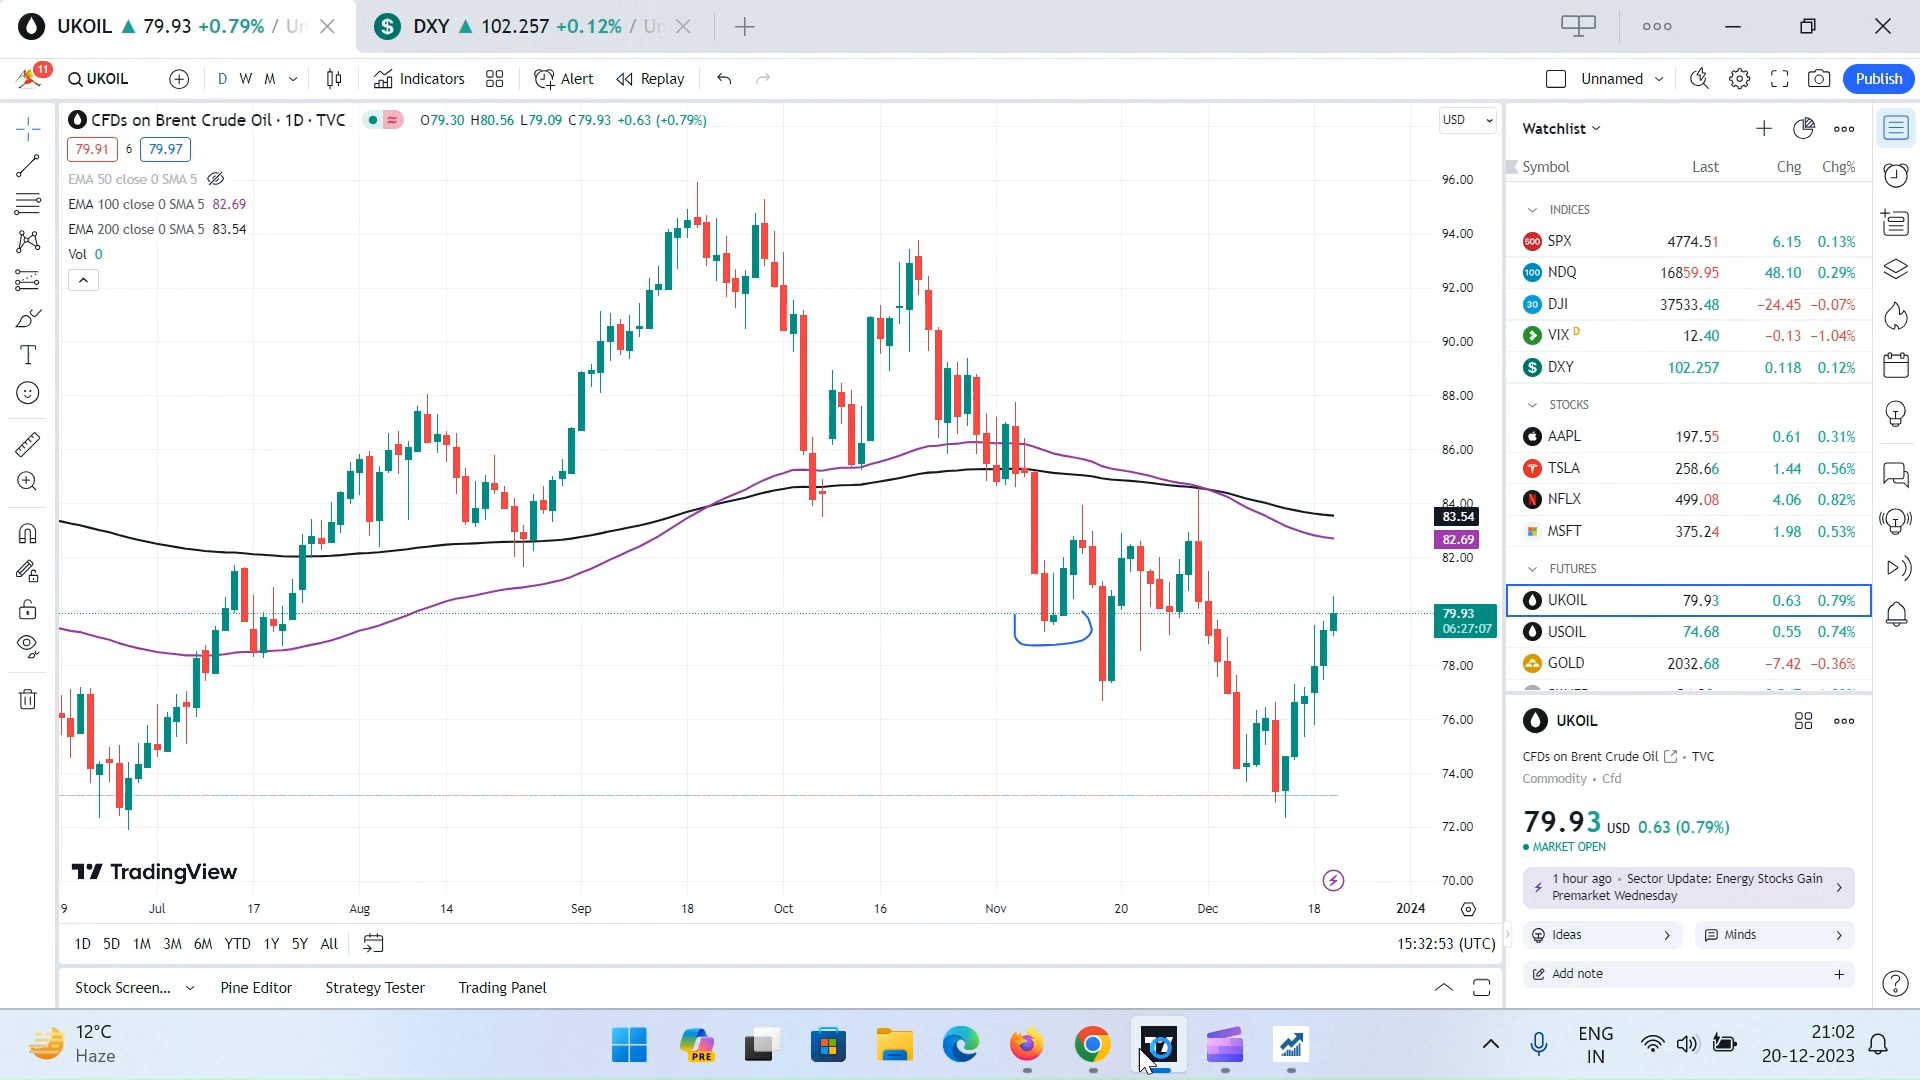 UKOIL ▲ 79.93 +0.79% / Un
DXY ▲ 102.257 +0.12% / Un
11 UKOIL D W M Indicators Alert Replay Unnamed Publish
CFDs on Brent Crude Oil · 1D · TVC O79.30 H80.56 L79.09 C79.93 +0.63 (+0.79%)
79.91 6 79.97
EMA 50 close 0 SMA 5
EMA 100 close 0 SMA 5 82.69
EMA 200 close 0 SMA 5 83.54
Vol 0
USD
96.00
94.00
92.00
90.00
88.00
86.00
84.00
83.54
82.69
82.00
79.93
06:27:07
78.00
76.00
74.00
72.00
70.00
TradingView
9 Jul 17 Aug 14 Sep 18 Oct 16 Nov 20 Dec 18 2024
1D 5D 1M 3M 6M YTD 1Y 5Y All 15:32:53 (UTC)
Stock Screen... Pine Editor Strategy Tester Trading Panel
Watchlist
Symbol Last Chg Chg%
INDICES
500 SPX 4774.51 6.15 0.13%
100 NDQ 16859.95 48.10 0.29%
30 DJI 37533.48 −24.45 −0.07%
VIX D 12.40 −0.13 −1.04%
DXY 102.257 0.118 0.12%
STOCKS
AAPL 197.55 0.61 0.31%
TSLA 258.66 1.44 0.56%
NFLX 499.08 4.06 0.82%
MSFT 375.24 1.98 0.53%
FUTURES
UKOIL 79.93 0.63 0.79%
USOIL 74.68 0.55 0.74%
GOLD 2032.68 −7.42 −0.36%
UKOIL
CFDs on Brent Crude Oil • TVC
Commodity • Cfd
79.93 USD 0.63 (0.79%)
MARKET OPEN
1 hour ago • Sector Update: Energy Stocks Gain
Premarket Wednesday
Ideas
Minds
Add note
12°C
Haze
PRE
ENG
IN
21:02
20-12-2023